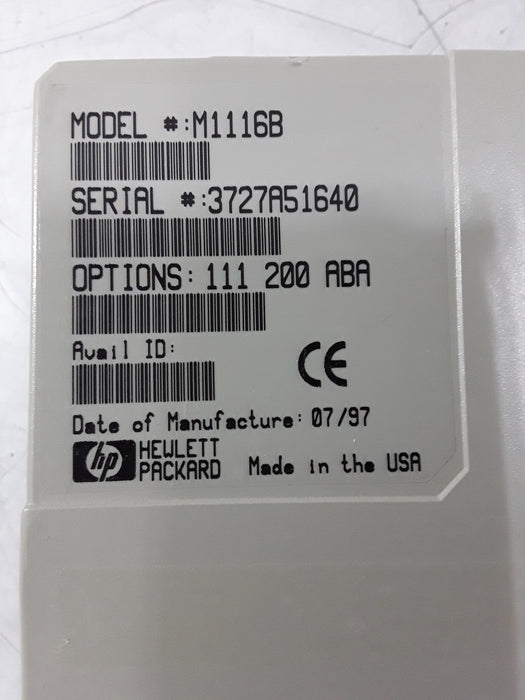 MODEL #:M1116B
SERIAL #:3727A51640
OPTIONS: 111 200 ABA
Avail ID:
CE
Date of Manufacture: 07/97
hp HEWLETT
PACKARD Made in the USA